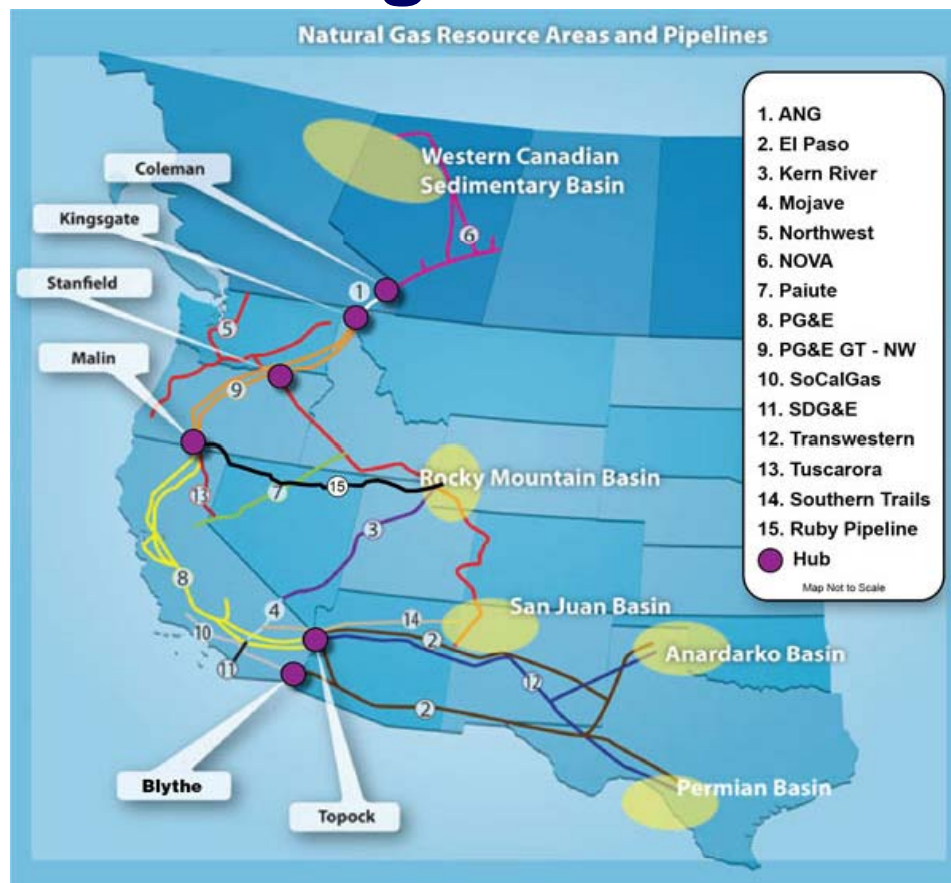 Natural Gas Resource Areas and Pipelines
1. ANG
2. El Paso
3. Kern River
4. Mojave
5. Northwest
6. NOVA
7. Paiute
8. PG&E
9. PG&E GT - NW
10. SoCalGas
11. SDG&E
12. Transwestern
13. Tuscarora
14. Southern Trails
15. Ruby Pipeline
Hub
Map Not to Scale
Coleman
Kingsgate
Stanfield
Malin
Western Canadian
Sedimentary Basin
6
1
5
9
Rocky Mountain Basin
13
7
15
3
8
4
San Juan Basin
14
10
2
11
12
Anardarko Basin
2
Permian Basin
Blythe
Topock